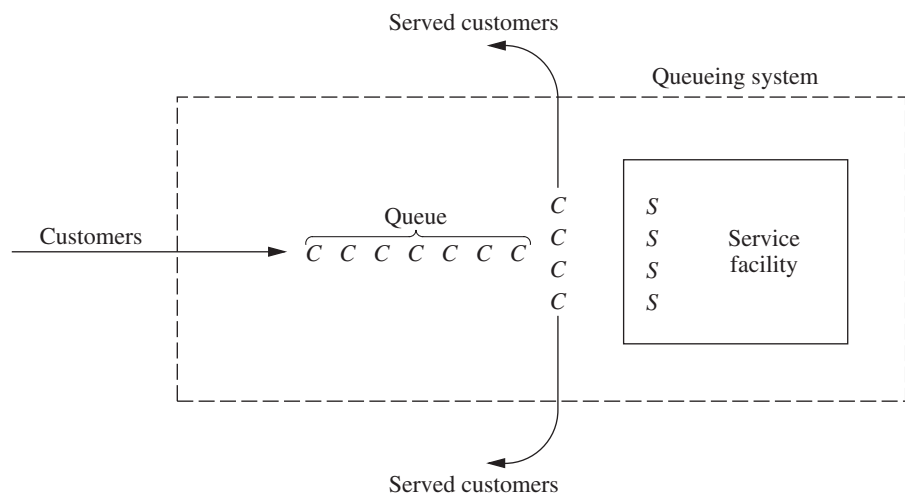 Served customers
Queueing system
Queue
Customers
C C C C C C C
C
C
C
C
S
S
S
S
Service
facility
Served customers